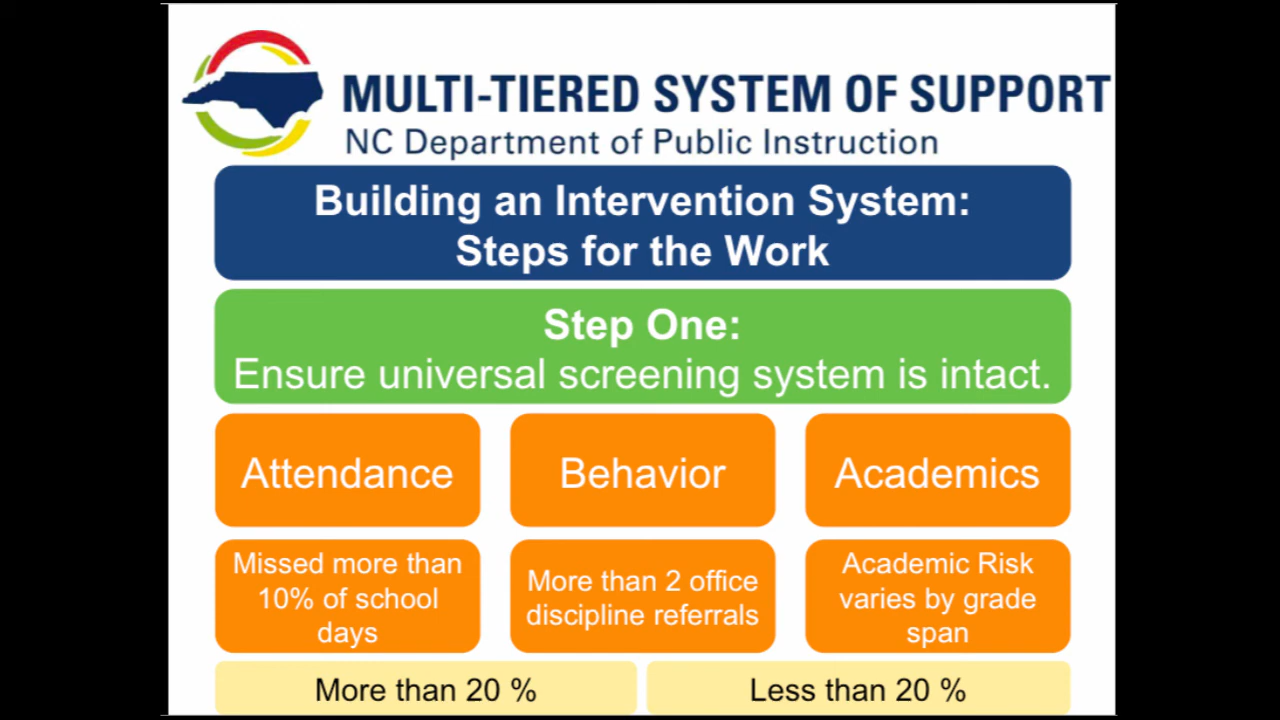 MULTI-TIERED SYSTEM OF SUPPORT
NC Department of Public Instruction
Building an Intervention System:
Steps for the Work
Step One:
Ensure universal screening system is intact.
Attendance
Behavior
Academics
Missed more than
10% of school
days
More than 2 office
discipline referrals
Academic Risk
varies by grade
span
More than 20 %
Less than 20 %